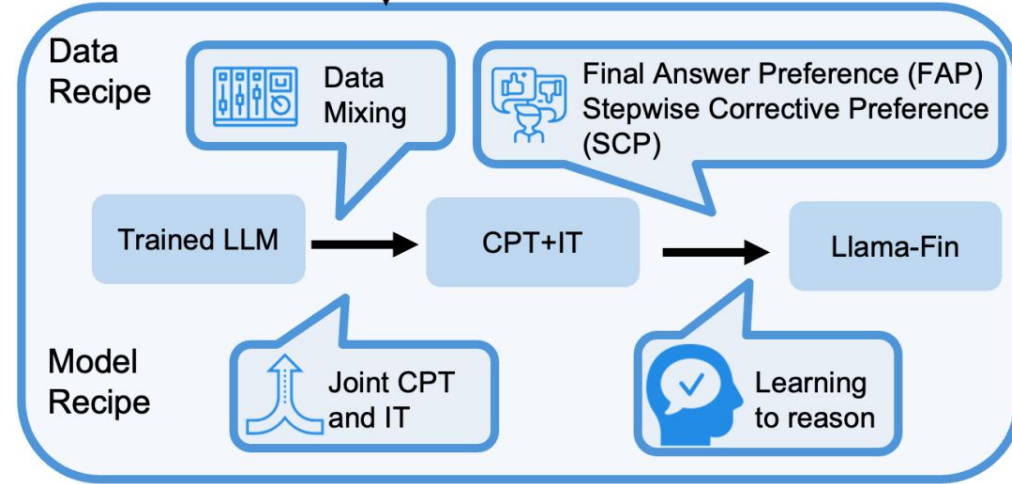 Data
Recipe
Data
Mixing
Final Answer Preference (FAP)
Stepwise Corrective Preference
(SCP)
Trained LLM
CPT+IT
Llama-Fin
Model
Recipe
Joint CPT
and IT
Learning
to reason